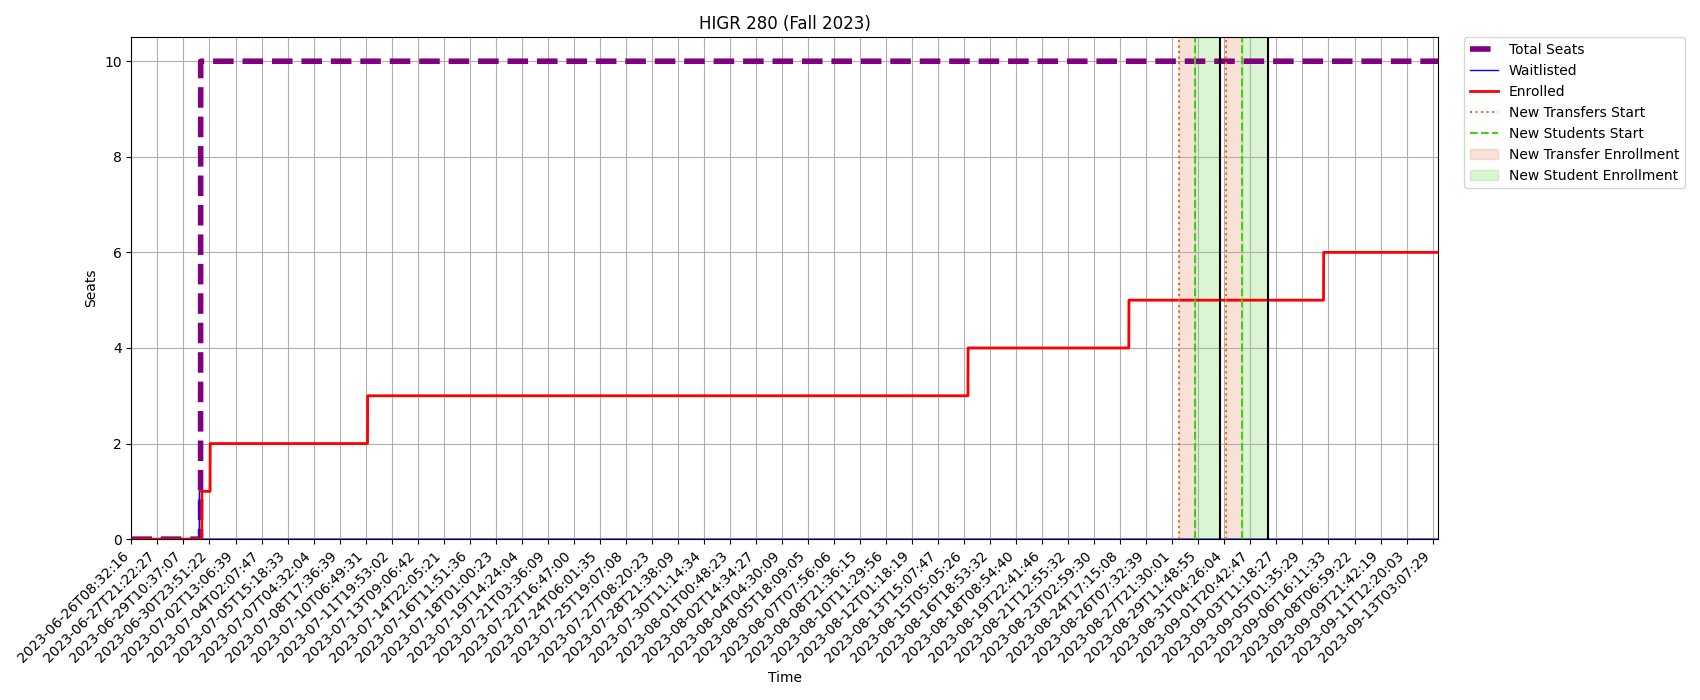 HIGR 280 (Fall 2023)
Seats
10
8
6
4
2
0
2023-06-26T08:32:16
2023-06-27T21:22:27
2023-06-29T10:37:07
2023-06-30T23:51:22
2023-07-02T13:06:39
2023-07-04T02:07:47
2023-07-05T15:18:33
2023-07-07T04:32:04
2023-07-08T17:36:39
2023-07-10T06:49:31
2023-07-11T19:53:02
2023-07-13T09:06:42
2023-07-14T22:05:21
2023-07-16T11:51:36
2023-07-18T01:00:23
2023-07-19T14:24:04
2023-07-21T03:36:09
2023-07-22T16:47:00
2023-07-24T06:01:35
2023-07-25T19:07:08
2023-07-27T08:20:23
2023-07-28T21:38:09
2023-07-30T11:14:34
2023-08-01T00:48:23
2023-08-02T14:34:27
2023-08-04T04:30:09
2023-08-05T18:09:05
2023-08-07T07:56:06
2023-08-08T21:36:15
2023-08-10T11:29:56
2023-08-12T01:18:19
2023-08-13T15:07:47
2023-08-15T05:05:26
2023-08-16T18:53:32
2023-08-18T08:54:40
2023-08-19T22:41:46
2023-08-21T12:55:32
2023-08-23T02:59:30
2023-08-24T17:15:08
2023-08-26T07:32:39
2023-08-27T21:30:01
2023-08-29T11:48:55
2023-08-31T04:26:04
2023-09-01T20:42:47
2023-09-03T11:18:27
2023-09-05T01:35:29
2023-09-06T16:11:33
2023-09-08T06:59:22
2023-09-09T21:42:19
2023-09-11T12:20:03
2023-09-13T03:07:29
Time
Total Seats
Waitlisted
Enrolled
New Transfers Start
New Students Start
New Transfer Enrollment
New Student Enrollment